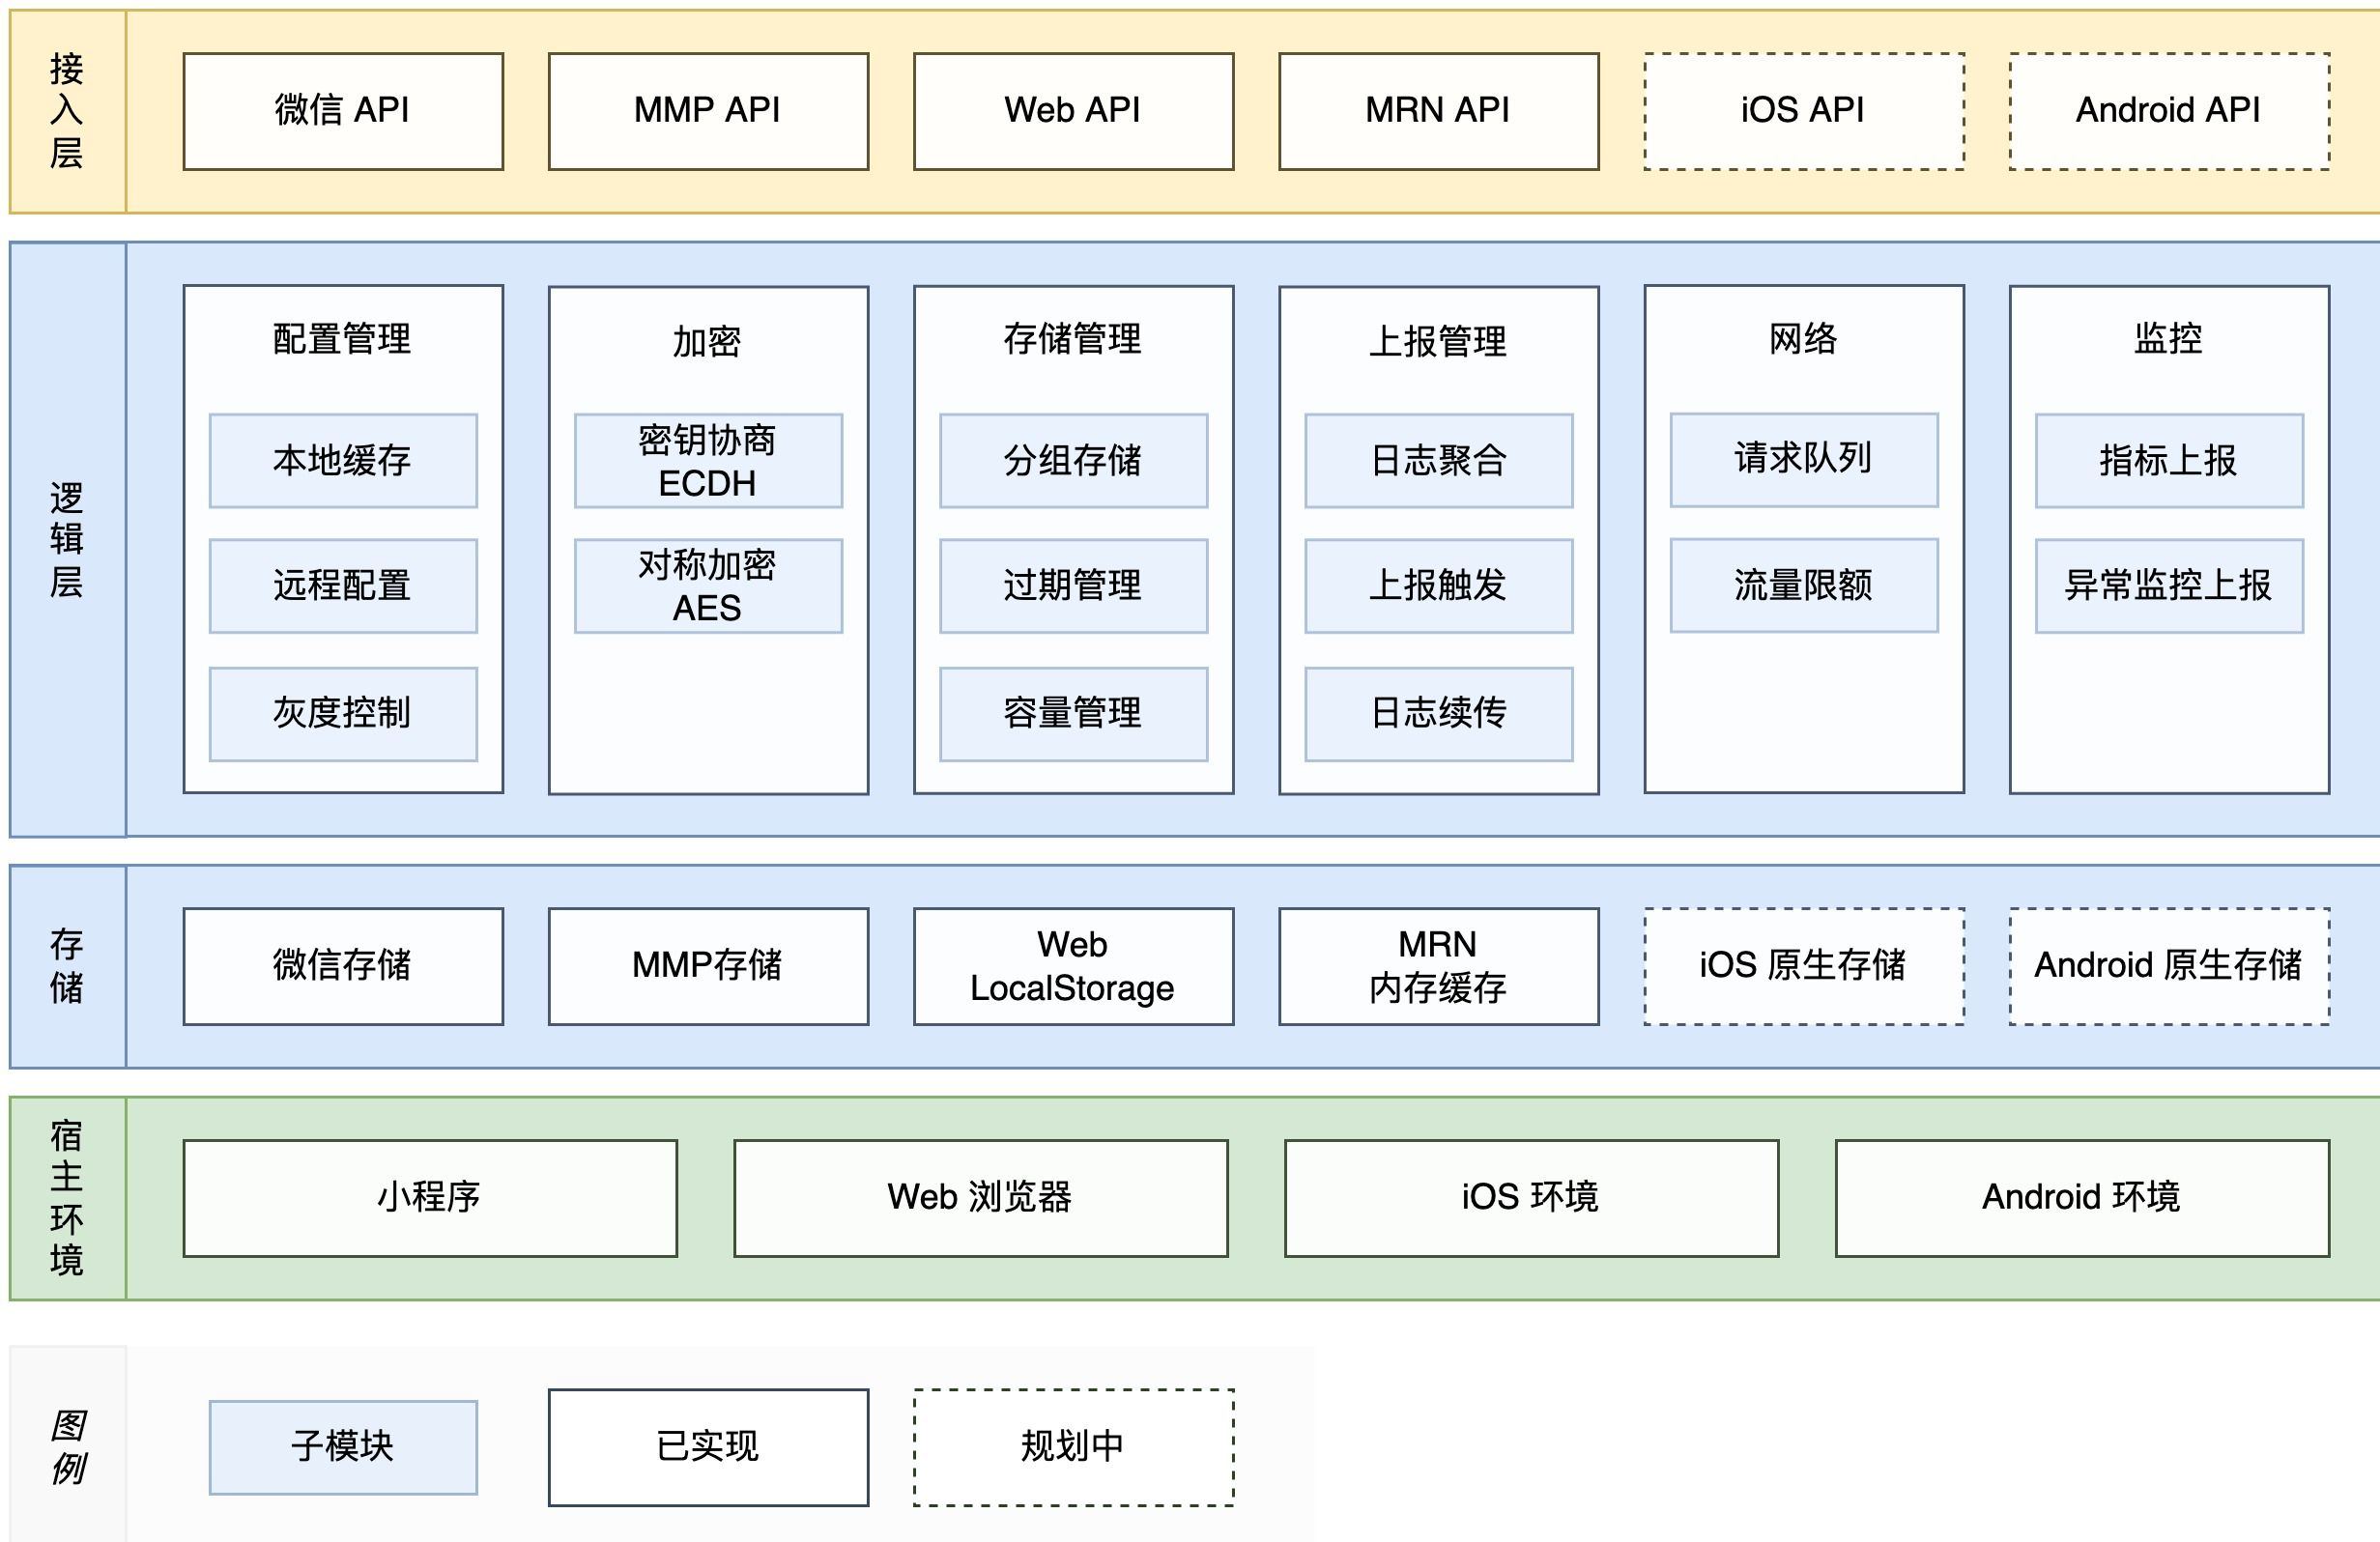 接入层
微信 API
MMP API
Web API
MRN API
iOS API
Android API
逻辑层
配置管理
本地缓存
远程配置
灰度控制
加密
密钥协商
ECDH
对称加密
AES
存储管理
分组存储
过期管理
容量管理
上报管理
日志聚合
上报触发
日志续传
网络
请求队列
流量限额
监控
指标上报
异常监控上报
存储
微信存储
MMP存储
Web
LocalStorage
MRN
内存缓存
iOS 原生存储
Android 原生存储
宿主环境
小程序
Web 浏览器
iOS 环境
Android 环境
图例
子模块
已实现
规划中